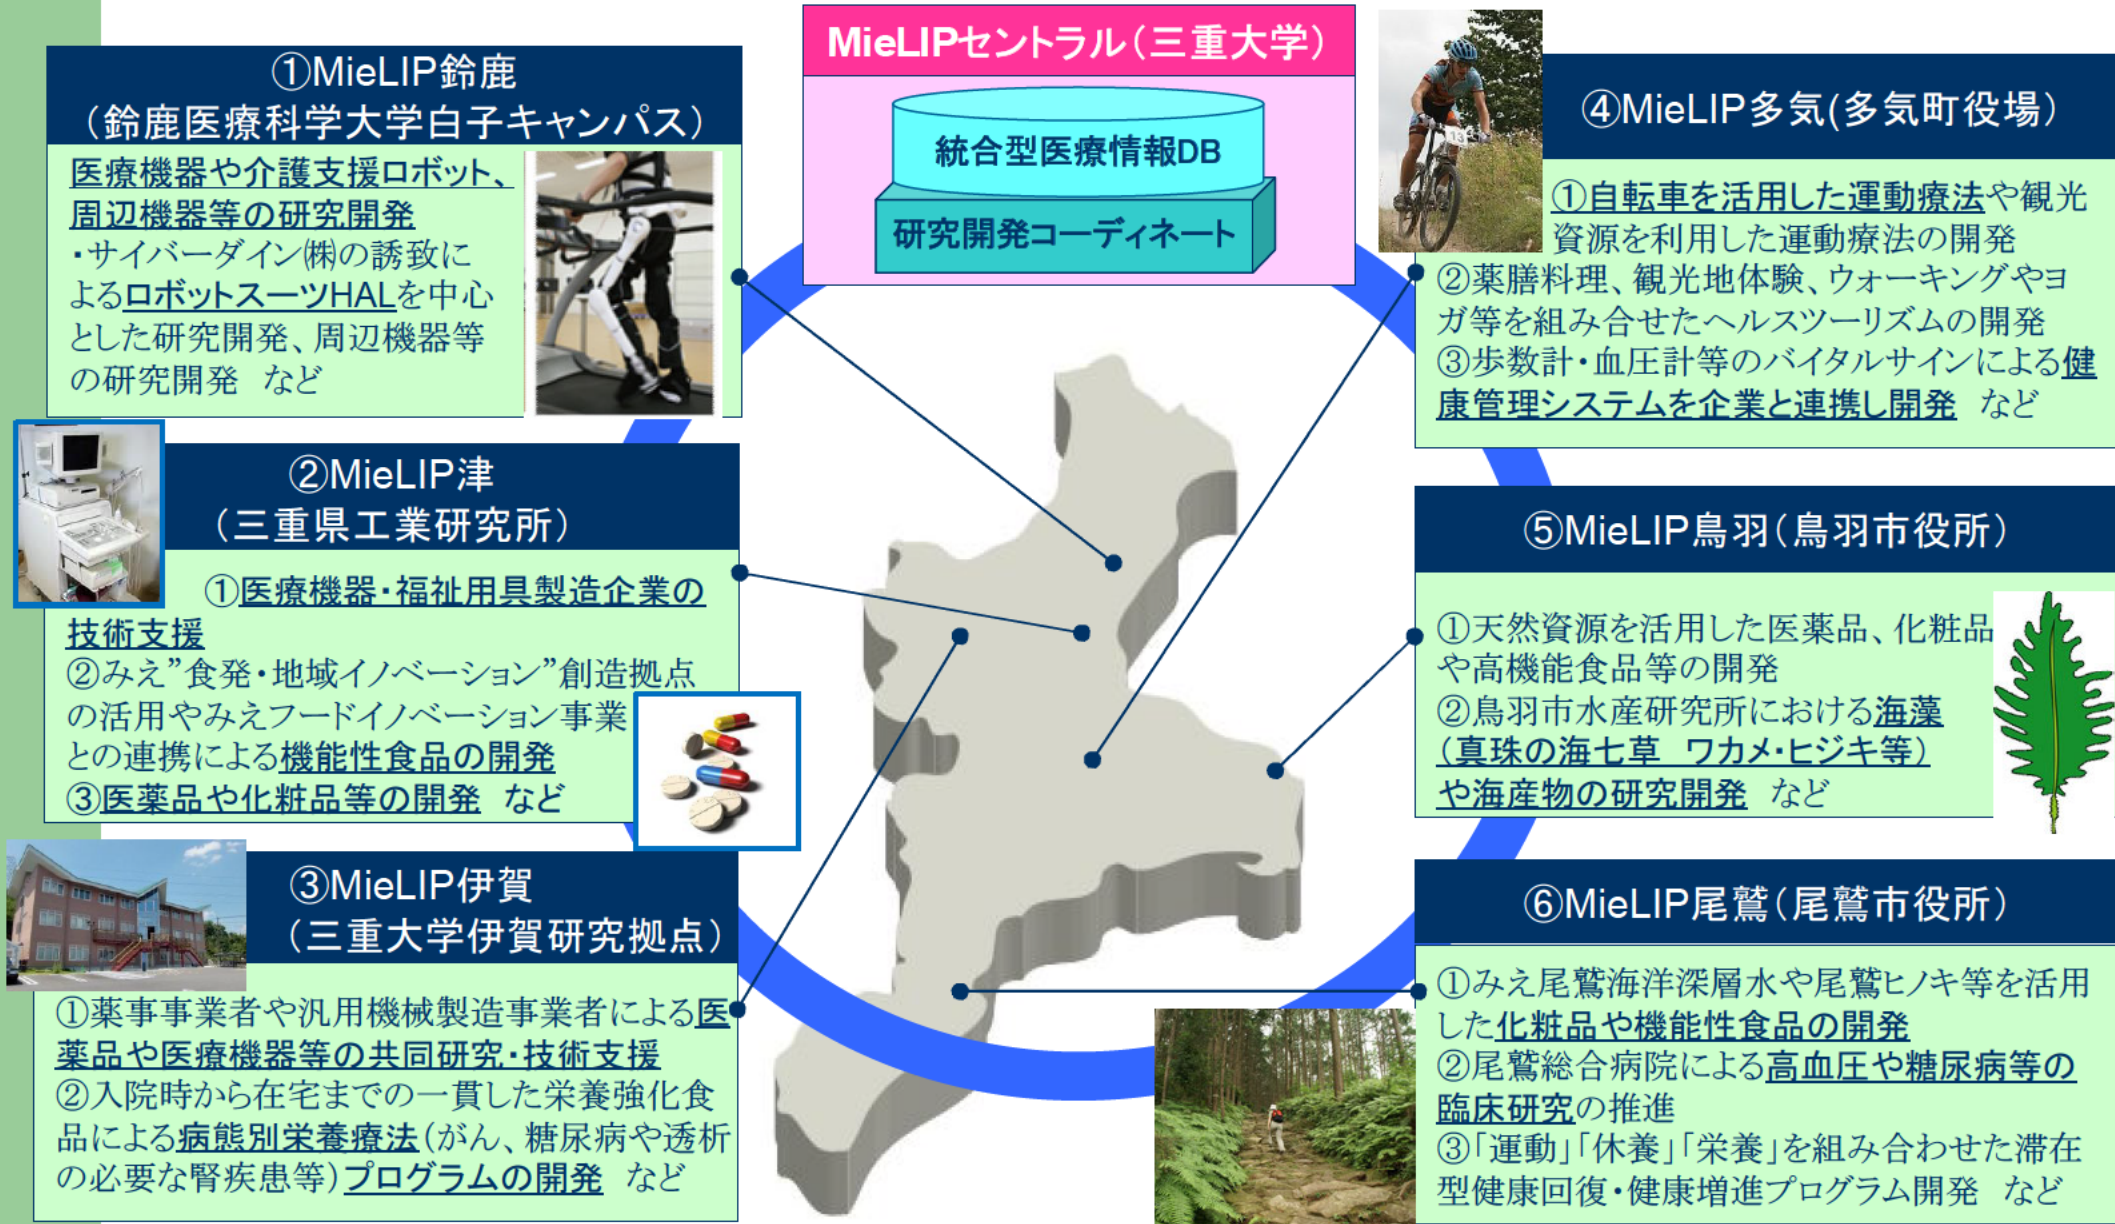 MieLIPセントラル（三重大学）
統合型医療情報DB
研究開発コーディネート
①MieLIP鈴鹿
（鈴鹿医療科学大学白子キャンパス）
医療機器や介護支援ロボット、
周辺機器等の研究開発
・サイバーダイン㈱の誘致に
よるロボットスーツHALを中心
とした研究開発、周辺機器等
の研究開発　など
②MieLIP津
（三重県工業研究所）
①医療機器・福祉用具製造企業の
技術支援
②みえ”食発・地域イノベーション”創造拠点
の活用やみえフードイノベーション事業
との連携による機能性食品の開発
③医薬品や化粧品等の開発　など
③MieLIP伊賀
（三重大学伊賀研究拠点）
①薬事事業者や汎用機械製造事業者による医
薬品や医療機器等の共同研究・技術支援
②入院時から在宅までの一貫した栄養強化食
品による病態別栄養療法（がん、糖尿病や透析
の必要な腎疾患等）プログラムの開発　など
④MieLIP多気(多気町役場）
①自転車を活用した運動療法や観光
資源を利用した運動療法の開発
②薬膳料理、観光地体験、ウォーキングやヨ
ガ等を組み合せたヘルスツーリズムの開発
③歩数計・血圧計等のバイタルサインによる健
康管理システムを企業と連携し開発　など
⑤MieLIP鳥羽（鳥羽市役所）
①天然資源を活用した医薬品、化粧品
や高機能食品等の開発
②鳥羽市水産研究所における海藻
（真珠の海七草　ワカメ・ヒジキ等）
や海産物の研究開発　など
⑥MieLIP尾鷲（尾鷲市役所）
①みえ尾鷲海洋深層水や尾鷲ヒノキ等を活用
した化粧品や機能性食品の開発
②尾鷲総合病院による高血圧や糖尿病等の
臨床研究の推進
③「運動」「休養」「栄養」を組み合わせた滞在
型健康回復・健康増進プログラム開発　など